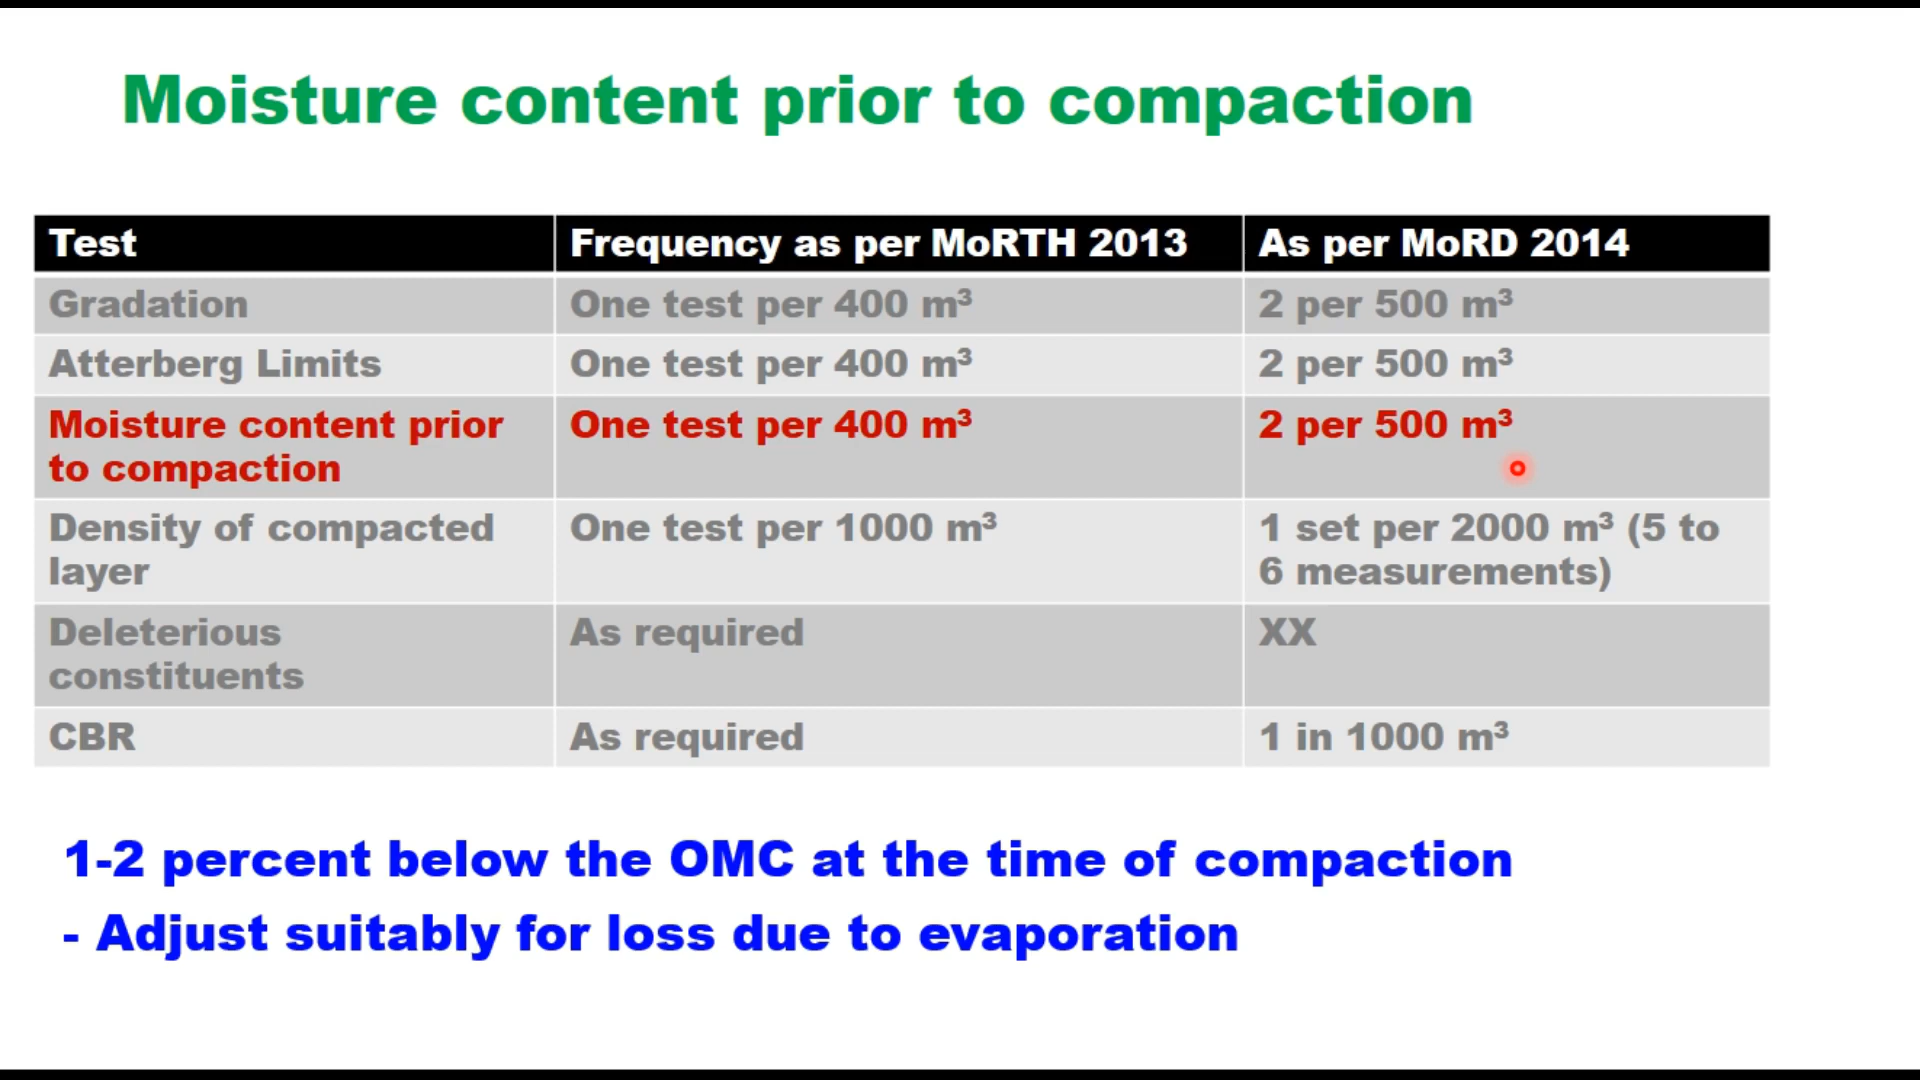 Moisture content prior to compaction
Test
Frequency as per MoRTH 2013
As per MoRD 2014
Gradation
One test per 400 m³
2 per 500 m³
Atterberg Limits
One test per 400 m³
2 per 500 m³
Moisture content prior
to compaction
One test per 400 m³
2 per 500 m³
Density of compacted
layer
One test per 1000 m³
1 set per 2000 m³ (5 to
6 measurements)
Deleterious
constituents
As required
XX
CBR
As required
1 in 1000 m³
1-2 percent below the OMC at the time of compaction
- Adjust suitably for loss due to evaporation